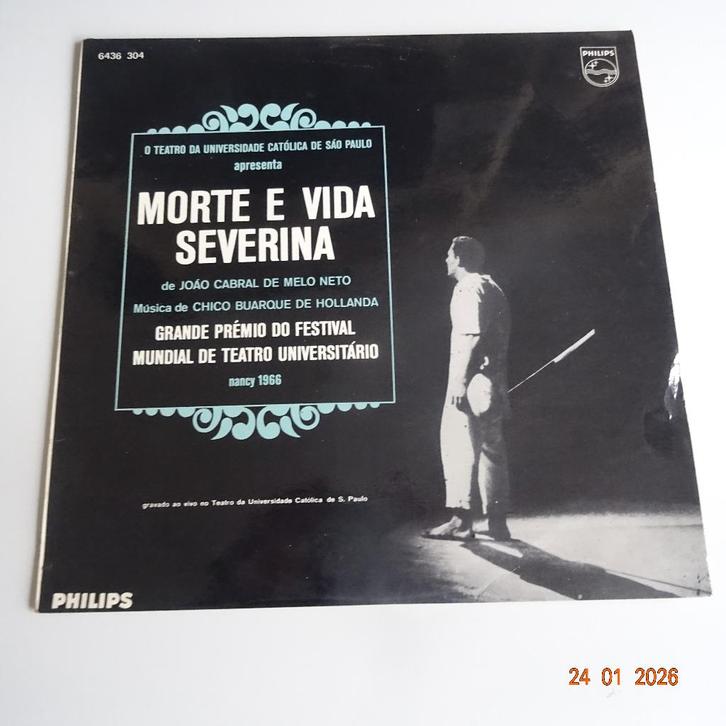 6436 304
PHILIPS
O TEATRO DA UNIVERSIDADE CATÓLICA DE SÃO PAULO
apresenta
MORTE E VIDA
SEVERINA
de JOÃO CABRAL DE MELO NETO
Música de CHICO BUARQUE DE HOLLANDA
GRANDE PRÉMIO DO FESTIVAL
MUNDIAL DE TEATRO UNIVERSITÁRIO
nancy 1966
gravado ao vivo no Teatro da Universidade Católica de S. Paulo
PHILIPS
24 01 2026